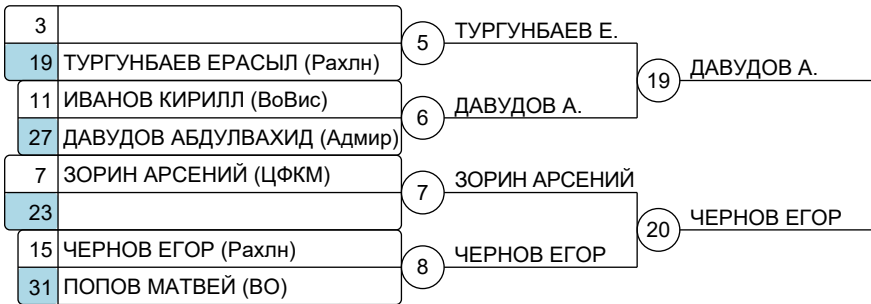 3
19 ТУРГУНБАЕВ ЕРАСЫЛ (Рахлн)
5 ТУРГУНБАЕВ Е.
11 ИВАНОВ КИРИЛЛ (ВоВис)
27 ДАВУДОВ АБДУЛВАХИД (Адмир)
6 ДАВУДОВ А.
19 ДАВУДОВ А.
7 ЗОРИН АРСЕНИЙ (ЦФКМ)
23
7 ЗОРИН АРСЕНИЙ
15 ЧЕРНОВ ЕГОР (Рахлн)
31 ПОПОВ МАТВЕЙ (ВО)
8 ЧЕРНОВ ЕГОР
20 ЧЕРНОВ ЕГОР